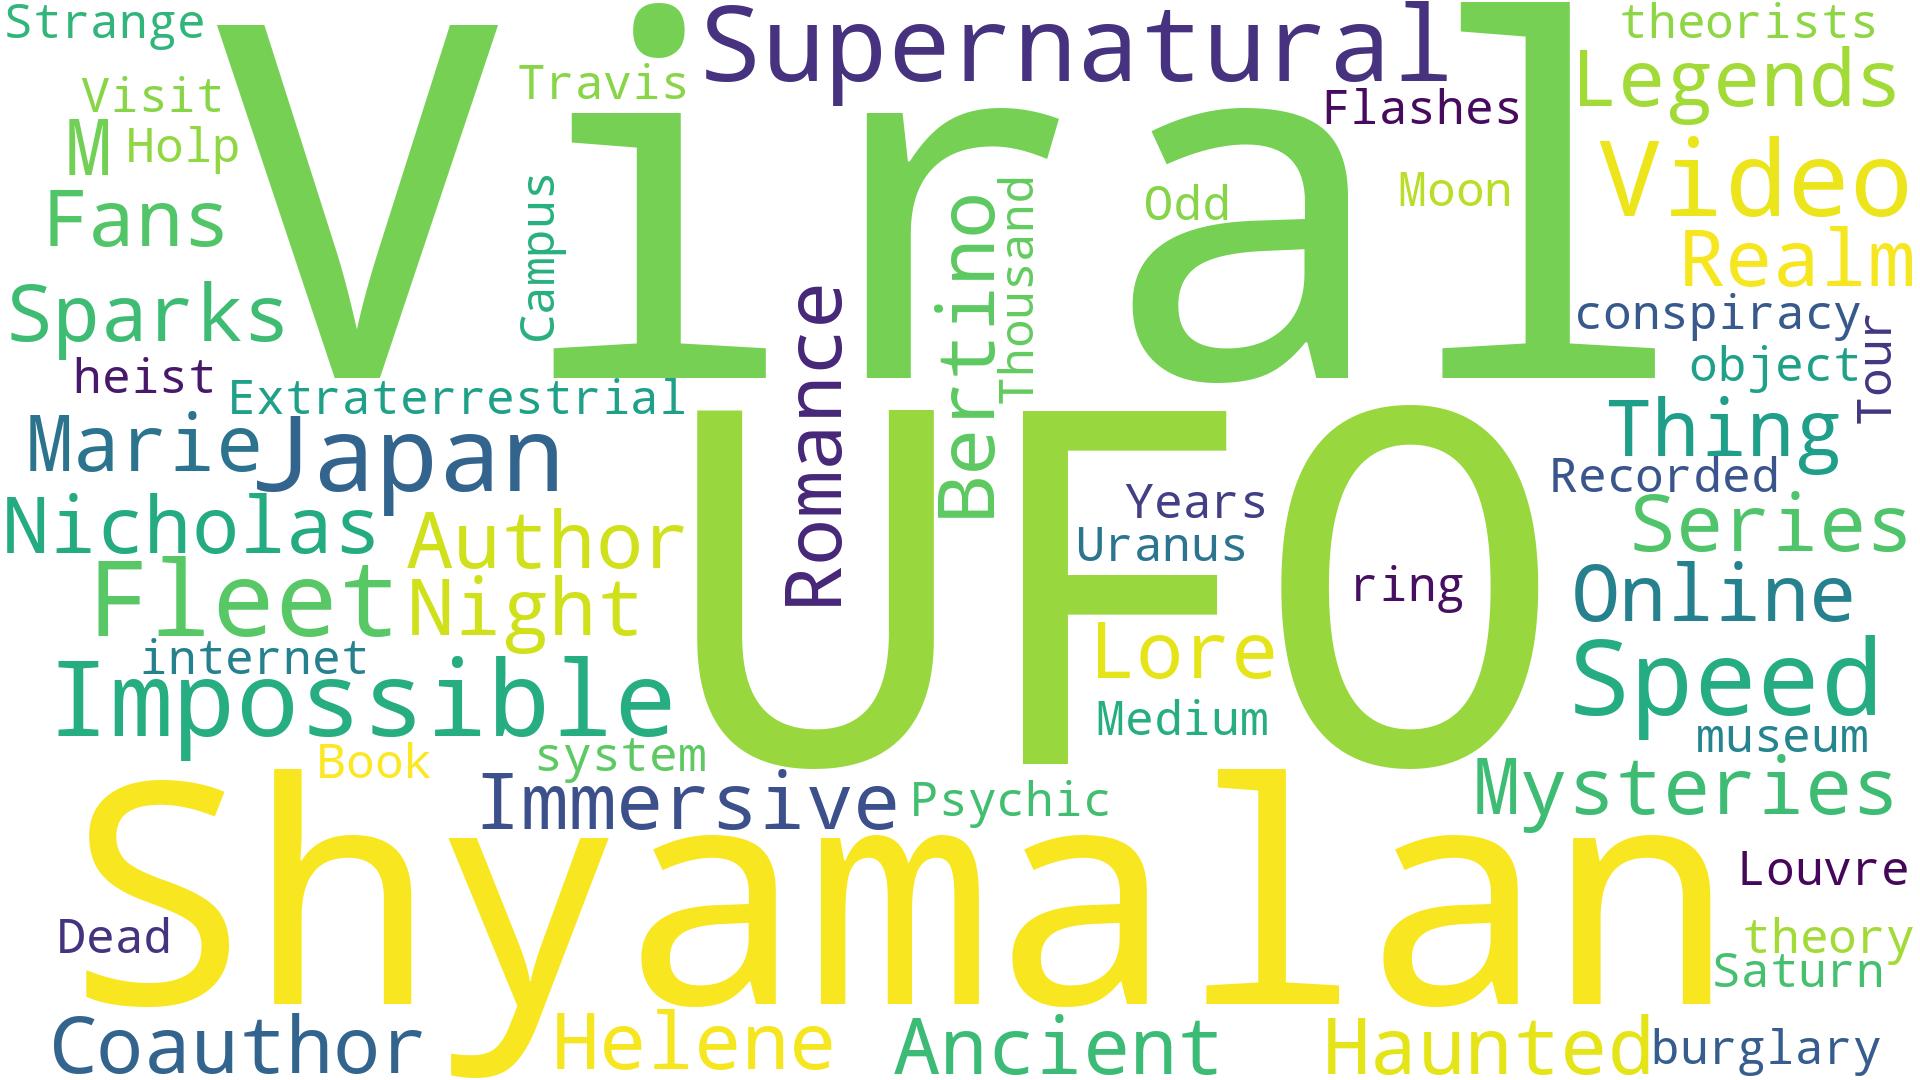 Strange
Viral
Supernatural
theorists
Visit
Travis
Legends
M
Holp
Flashes
Fans
Campus
Bertino
Thousand
Odd
Moon
Video
Realm
Sparks
Romance
conspiracy
Tour
heist
Extraterrestrial
object
Marie
Japan
UFO
Thing
Recorded
Nicholas
Author
Years
Series
Uranus
Fleet
Night
ring
Online
internet
Lore
Impossible
Medium
Speed
museum
Book
system
Immersive
Psychic
Mysteries
Shyamalan
Louvre
Dead
theory
Saturn
Coauthor
Helene
Ancient
Haunted
burglary